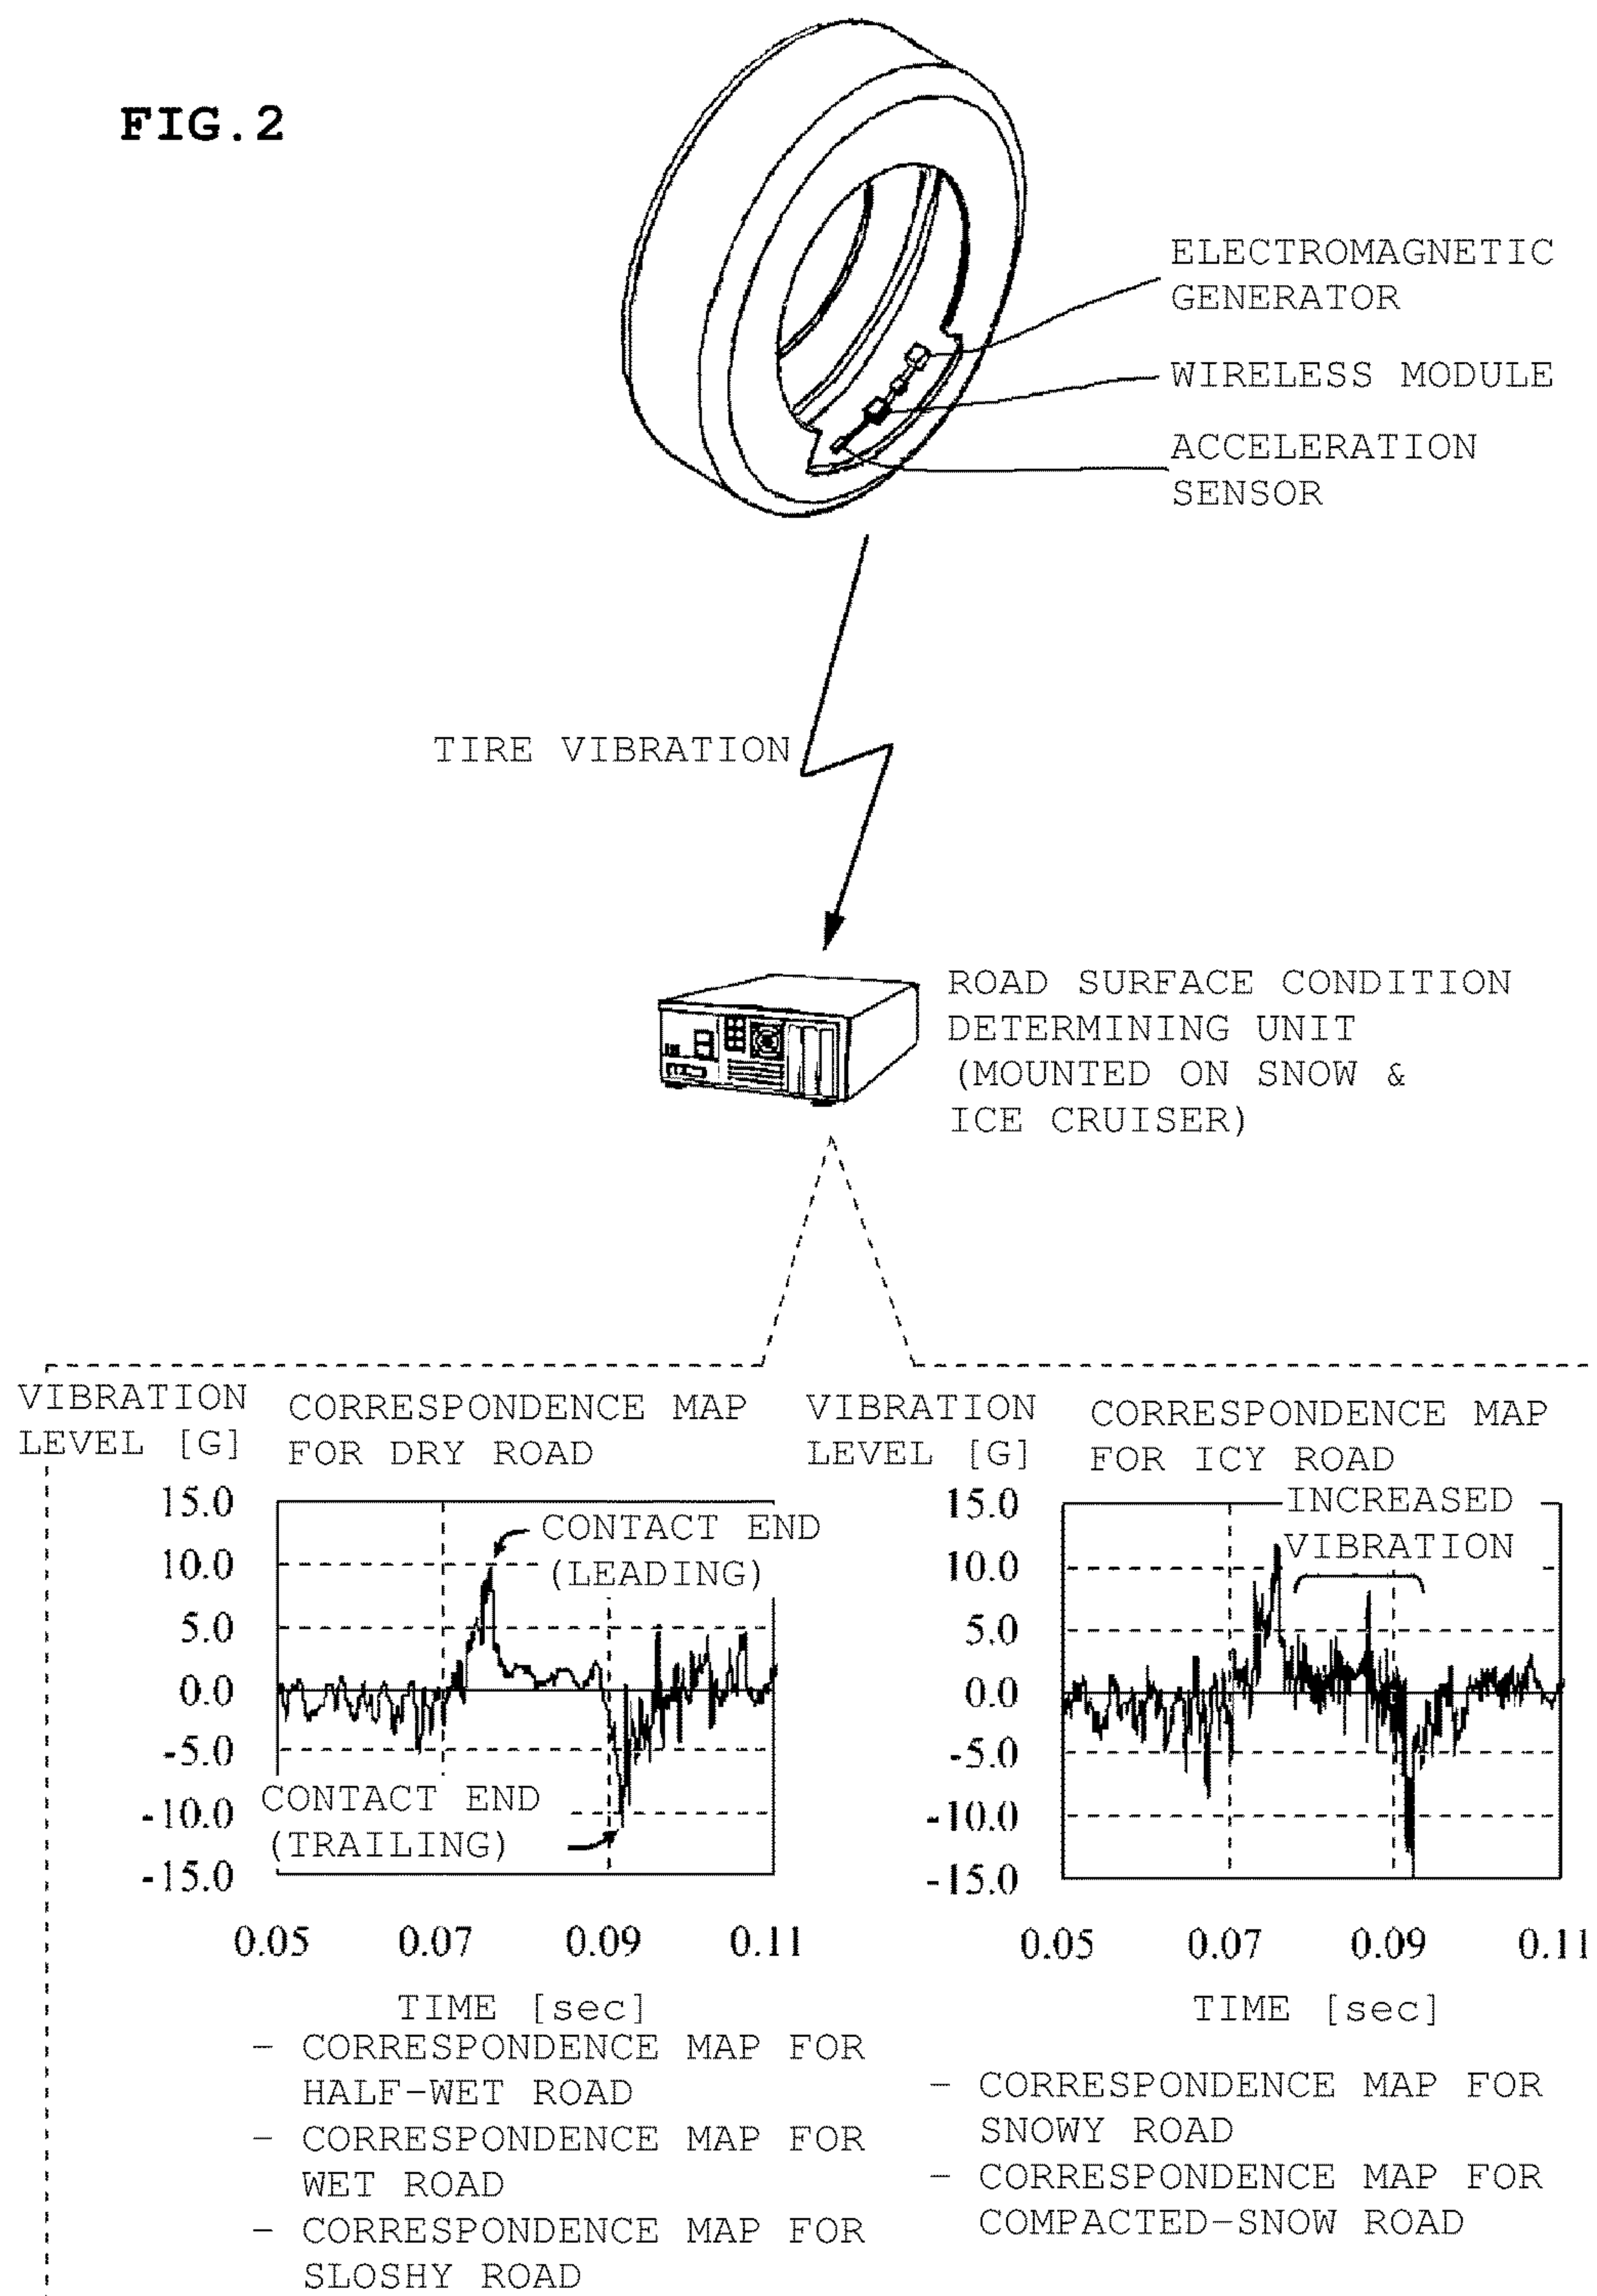 FIG.2
ELECTROMAGNETIC
GENERATOR
WIRELESS MODULE
ACCELERATION
SENSOR
TIRE VIBRATION
ROAD SURFACE CONDITION
DETERMINING UNIT
(MOUNTED ON SNOW &
ICE CRUISER)
VIBRATION
LEVEL [G]
CORRESPONDENCE MAP
FOR DRY ROAD
15.0
10.0
5.0
0.0
-5.0
-10.0
-15.0
CONTACT END
(LEADING)
CONTACT END
(TRAILING)
0.05 0.07 0.09 0.11
TIME [sec]
VIBRATION
LEVEL [G]
CORRESPONDENCE MAP
FOR ICY ROAD
15.0
10.0
5.0
0.0
-5.0
-10.0
-15.0
INCREASED
VIBRATION
0.05 0.07 0.09 0.11
TIME [sec]
- CORRESPONDENCE MAP FOR
HALF-WET ROAD
- CORRESPONDENCE MAP FOR
WET ROAD
- CORRESPONDENCE MAP FOR
SLOSHY ROAD
- CORRESPONDENCE MAP FOR
SNOWY ROAD
- CORRESPONDENCE MAP FOR
COMPACTED-SNOW ROAD